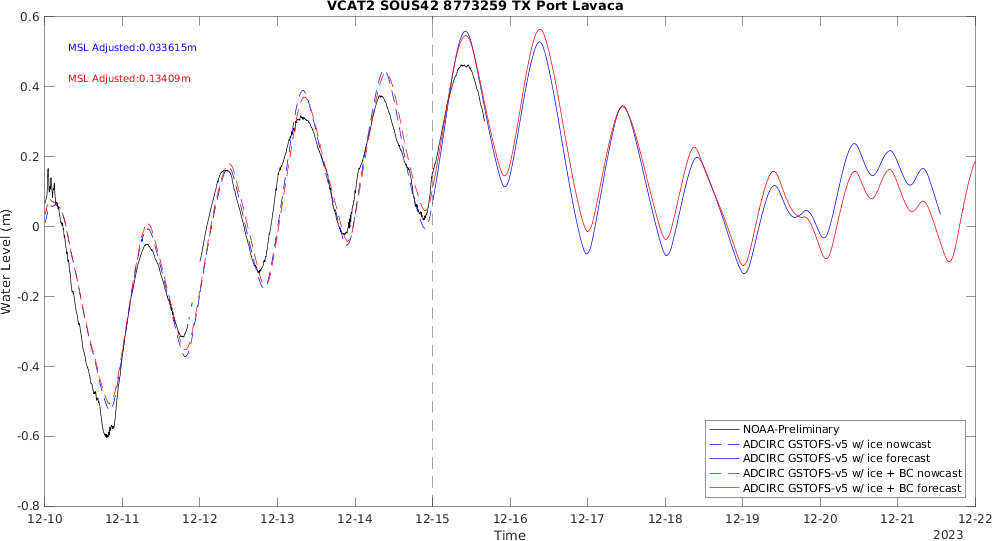 VCAT2 SOUS42 8773259 TX Port Lavaca
0.6
0.4
0.2
0
-0.2
-0.4
-0.6
-0.8
Water Level (m)
MSL Adjusted:0.033615m
MSL Adjusted:0.13409m
NOAA-Preliminary
ADCIRC GSTOFS-v5 w/ ice nowcast
ADCIRC GSTOFS-v5 w/ ice forecast
ADCIRC GSTOFS-v5 w/ ice + BC nowcast
ADCIRC GSTOFS-v5 w/ ice + BC forecast
12-10 12-11 12-12 12-13 12-14 12-15 12-16 12-17 12-18 12-19 12-20 12-21 12-22
Time
2023